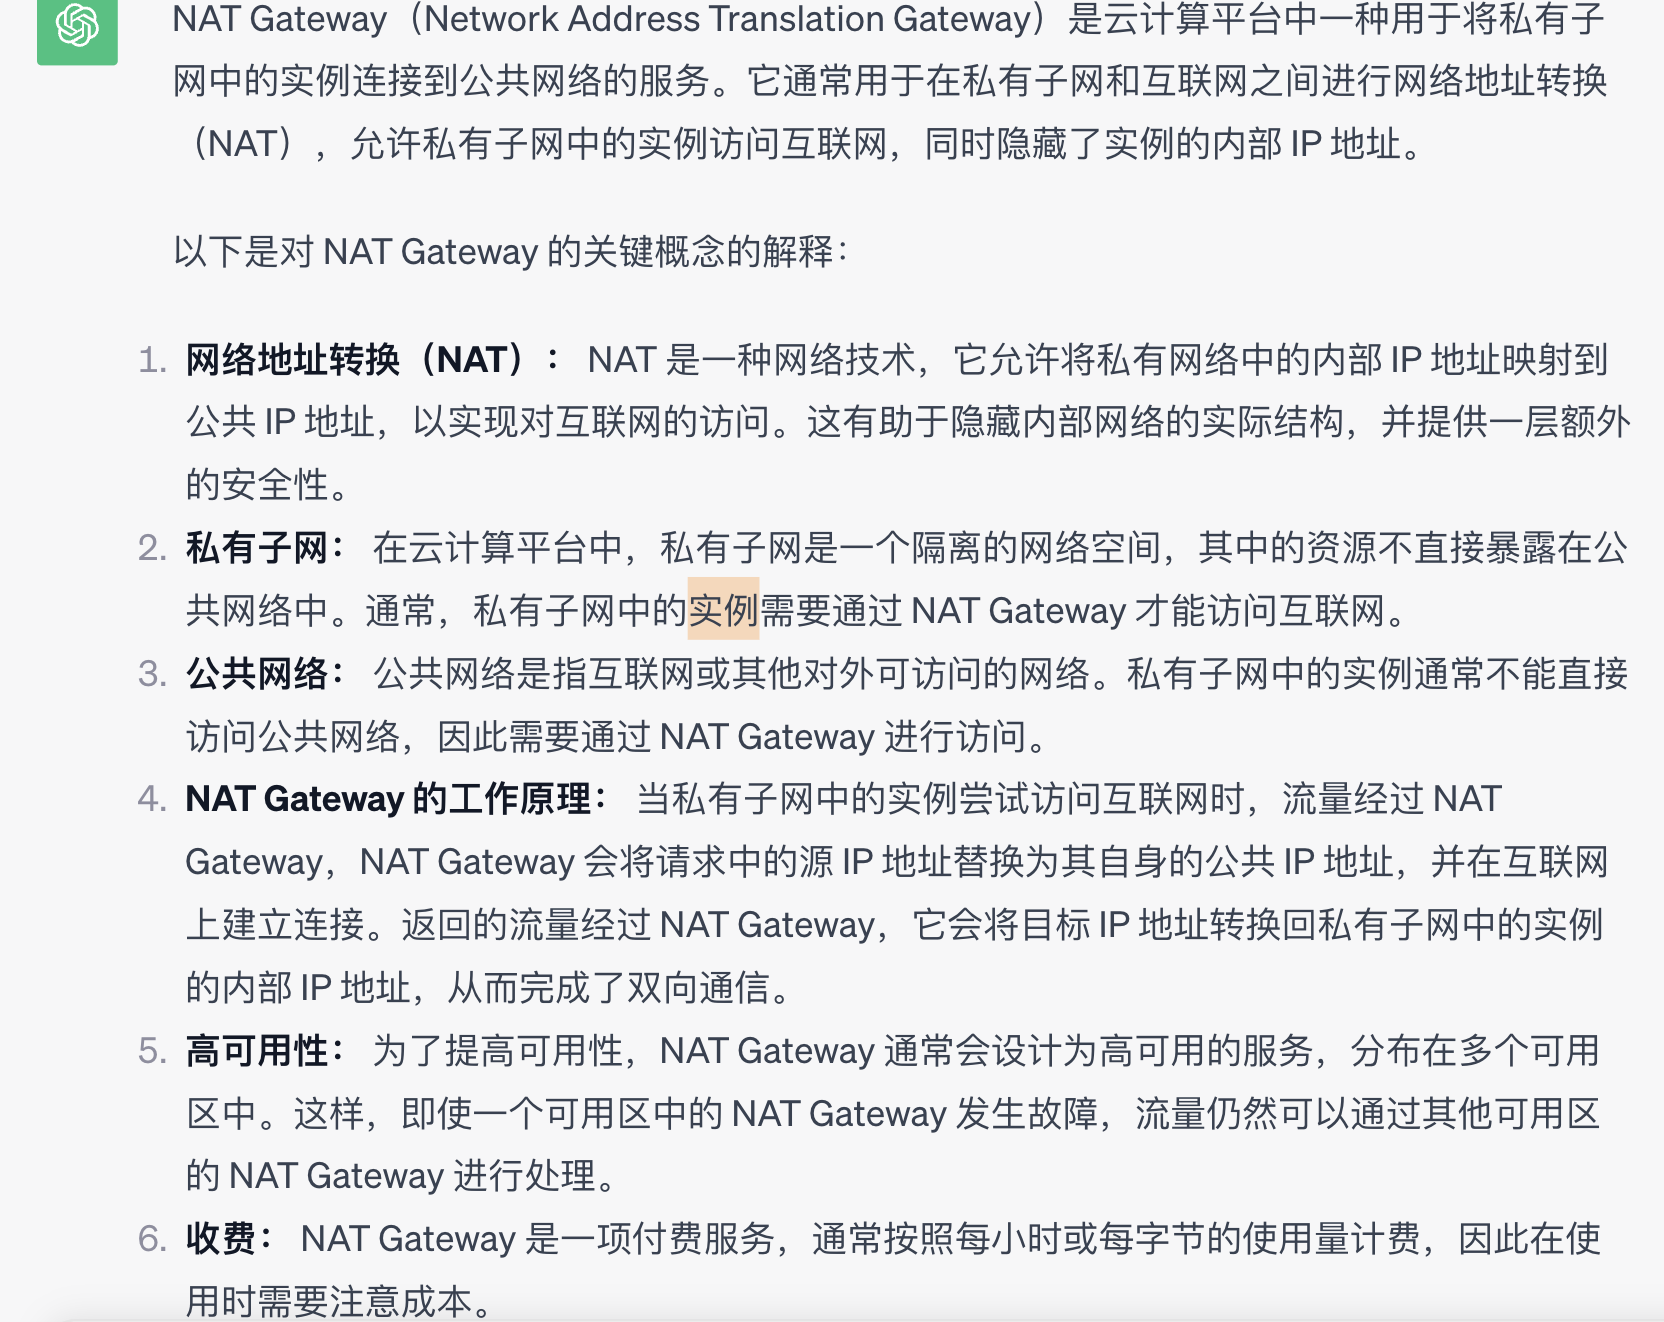 NAT Gateway（Network Address Translation Gateway）是云计算平台中一种用于将私有子
网中的实例连接到公共网络的服务。它通常用于在私有子网和互联网之间进行网络地址转换
（NAT），允许私有子网中的实例访问互联网，同时隐藏了实例的内部 IP 地址。
以下是对 NAT Gateway 的关键概念的解释：
1. 网络地址转换（NAT）： NAT 是一种网络技术，它允许将私有网络中的内部 IP 地址映射到
公共 IP 地址，以实现对互联网的访问。这有助于隐藏内部网络的实际结构，并提供一层额外
的安全性。
2. 私有子网： 在云计算平台中，私有子网是一个隔离的网络空间，其中的资源不直接暴露在公
共网络中。通常，私有子网中的实例需要通过 NAT Gateway 才能访问互联网。
3. 公共网络： 公共网络是指互联网或其他对外可访问的网络。私有子网中的实例通常不能直接
访问公共网络，因此需要通过 NAT Gateway 进行访问。
4. NAT Gateway 的工作原理： 当私有子网中的实例尝试访问互联网时，流量经过 NAT
Gateway，NAT Gateway 会将请求中的源 IP 地址替换为其自身的公共 IP 地址，并在互联网
上建立连接。返回的流量经过 NAT Gateway，它会将目标 IP 地址转换回私有子网中的实例
的内部 IP 地址，从而完成了双向通信。
5. 高可用性： 为了提高可用性，NAT Gateway 通常会设计为高可用的服务，分布在多个可用
区中。这样，即使一个可用区中的 NAT Gateway 发生故障，流量仍然可以通过其他可用区
的 NAT Gateway 进行处理。
6. 收费： NAT Gateway 是一项付费服务，通常按照每小时或每字节的使用量计费，因此在使
用时需要注意成本。